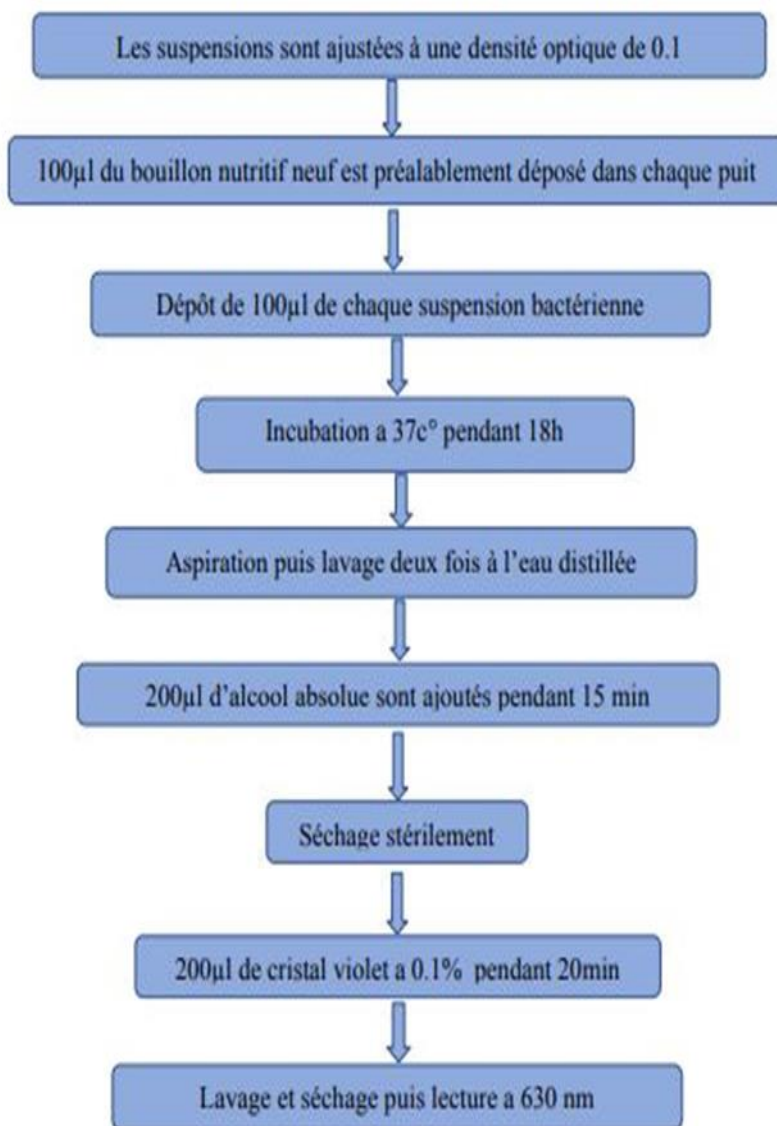 Les suspensions sont ajustées à une densité optique de 0.1
100µl du bouillon nutritif neuf est préalablement déposé dans chaque puit
Dépôt de 100µl de chaque suspension bactérienne
Incubation a 37c° pendant 18h
Aspiration puis lavage deux fois à l’eau distillée
200µl d’alcool absolue sont ajoutés pendant 15 min
Séchage stérilement
200µl de cristal violet a 0.1% pendant 20min
Lavage et séchage puis lecture a 630 nm